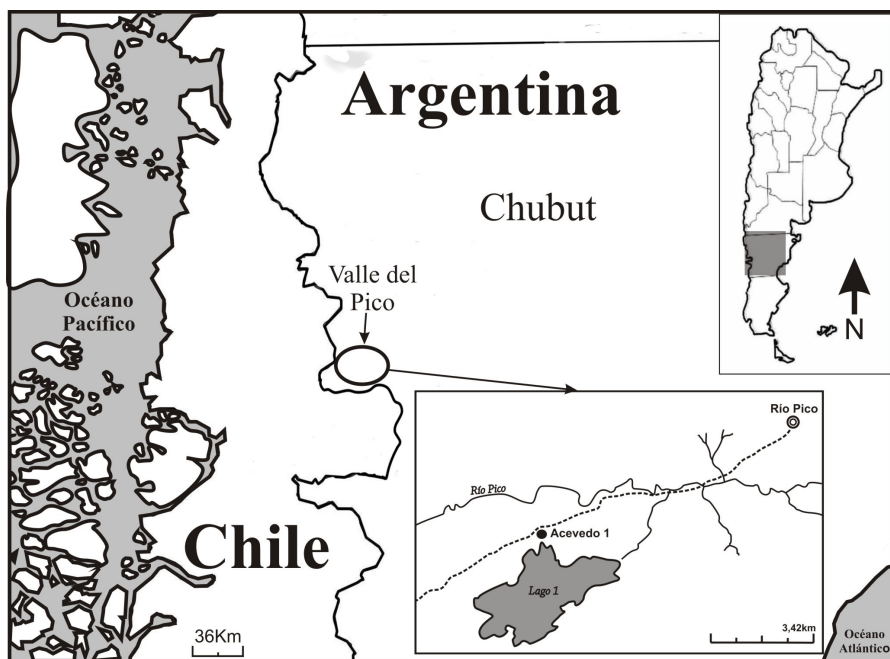 Argentina
Chubut
Valle del
Pico
Océano
Pacífico
N
Río Pico
Río Pico
Acevedo 1
Lago 1
Chile
36Km
3,42km
Océano
Atlántico